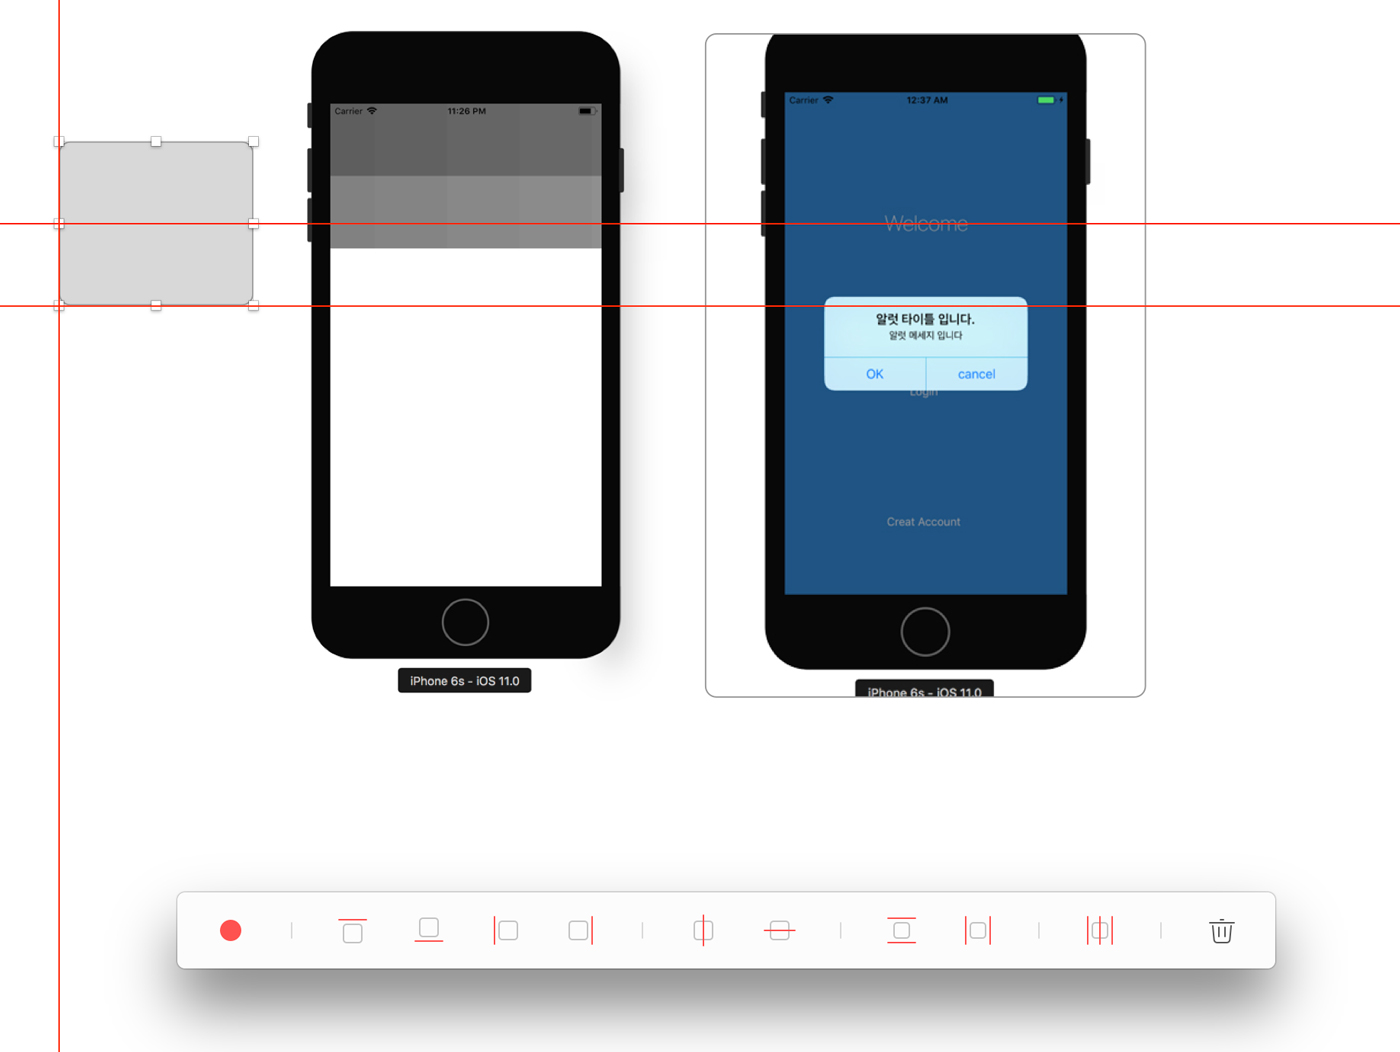 Carrier
11:26 PM
iPhone 6s - iOS 11.0
Carrier
12:37 AM
Welcome
알럿 타이틀 입니다.
알럿 메세지 입니다
OK
cancel
Login
Creat Account
iPhone 6s - iOS 11.0